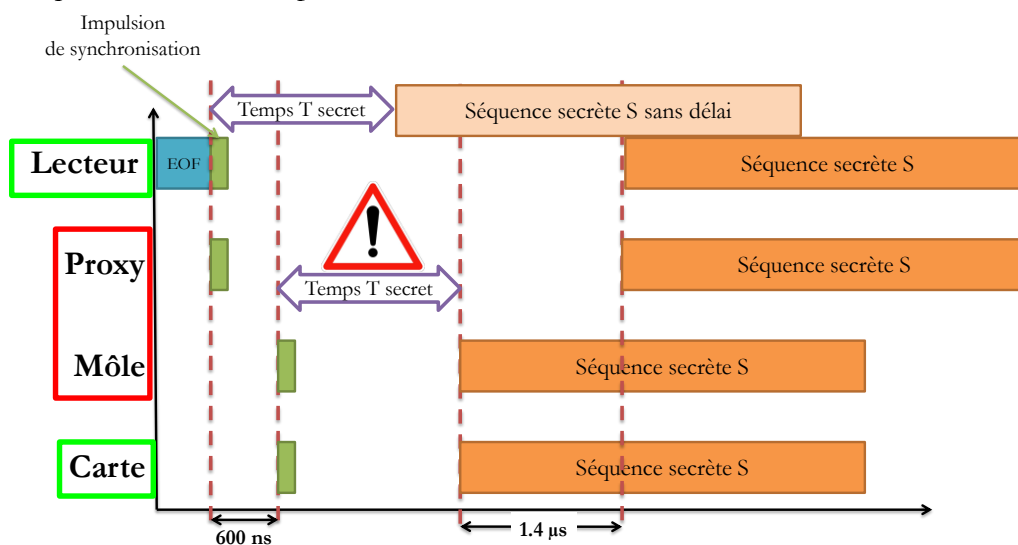 Impulsion
de synchronisation
Temps T secret
Séquence secrète S sans délai
Lecteur
EOF
Séquence secrète S
Proxy
Séquence secrète S
Temps T secret
Môle
Séquence secrète S
Carte
Séquence secrète S
600 ns
1.4 µs